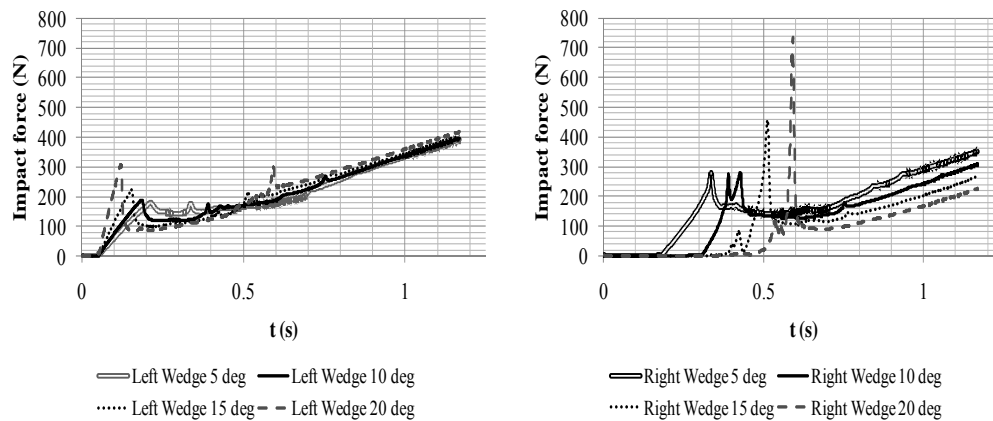 Impact force (N)
800
700
600
500
400
300
200
100
0
0
0.5
1
t (s)
Left Wedge 5 deg
Left Wedge 10 deg
Left Wedge 15 deg
Left Wedge 20 deg
Impact force (N)
800
700
600
500
400
300
200
100
0
0
0.5
1
t (s)
Right Wedge 5 deg
Right Wedge 10 deg
Right Wedge 15 deg
Right Wedge 20 deg